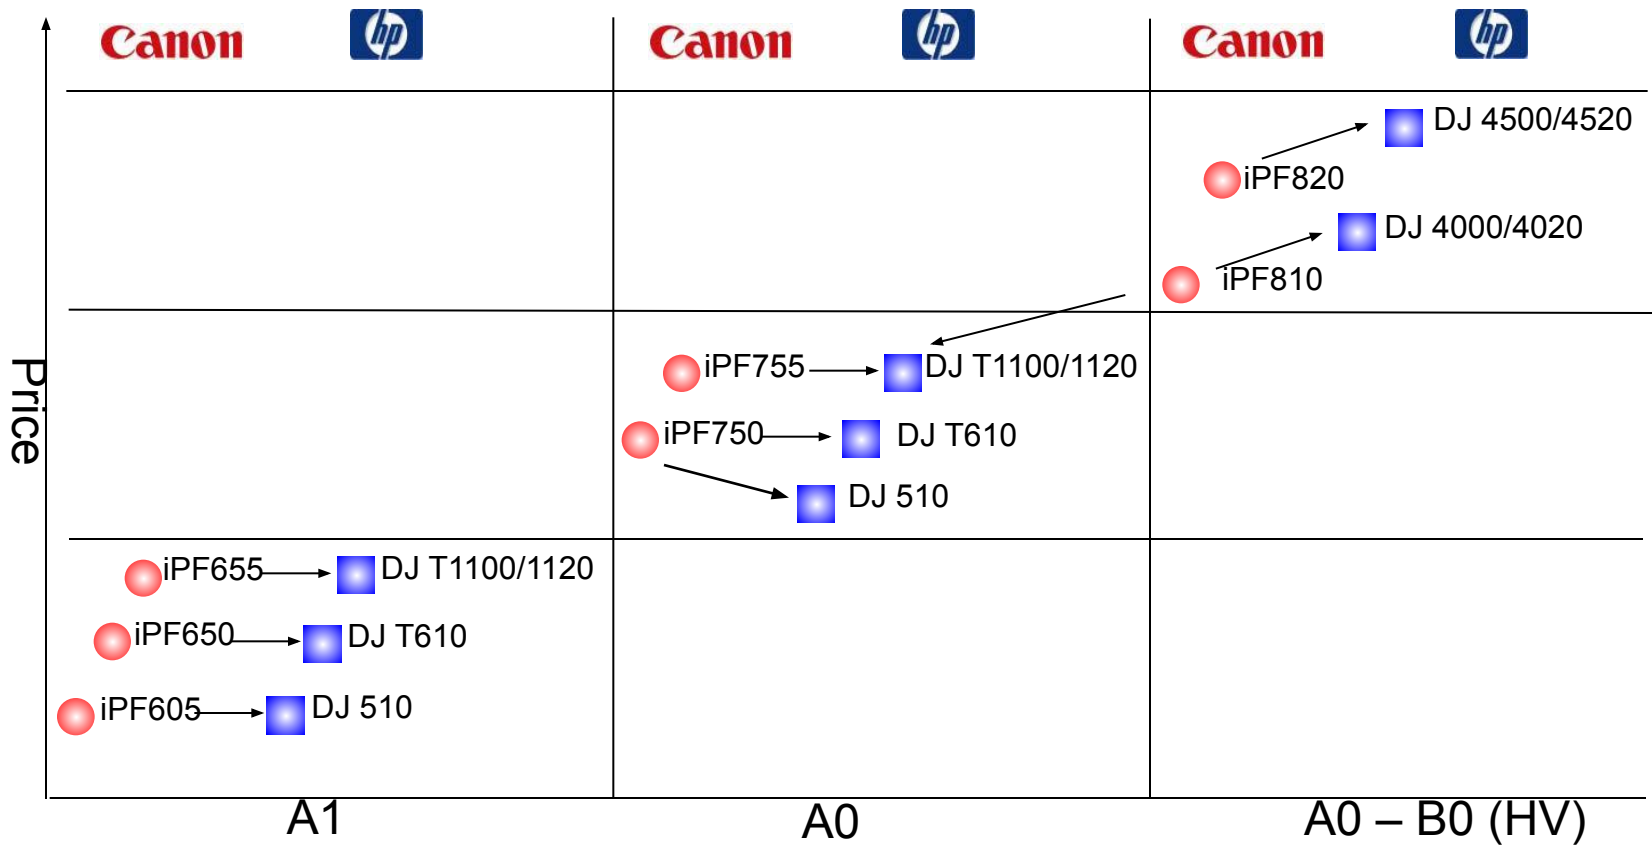 Canon
hp
Canon
hp
Canon
hp
DJ 4500/4520
iPF820
DJ 4000/4020
iPF810
Price
iPF755
DJ T1100/1120
iPF750
DJ T610
DJ 510
iPF655
DJ T1100/1120
iPF650
DJ T610
iPF605
DJ 510
A1
A0
A0 – B0 (HV)